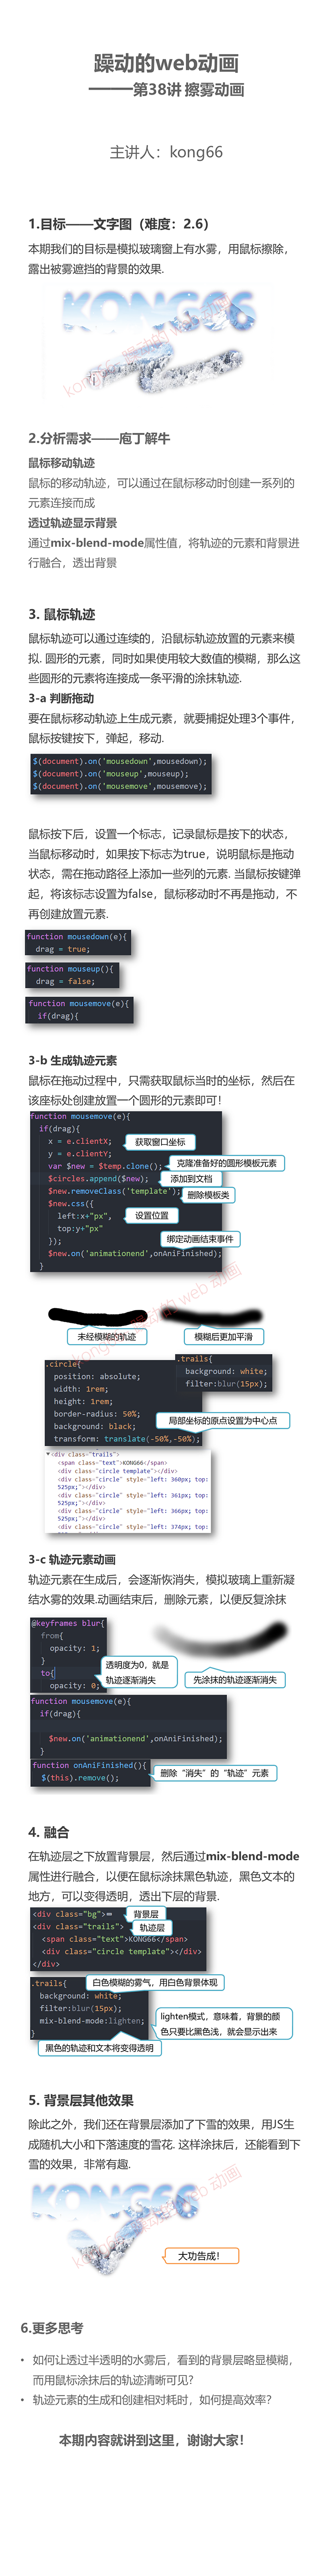 躁动的web动画
———第38讲 擦雾动画
主讲人：kong66
1.目标——文字图（难度：2.6）
本期我们的目标是模拟玻璃窗上有水雾，用鼠标擦除，
露出被雾遮挡的背景的效果.
KONG66
2.分析需求——庖丁解牛
鼠标移动轨迹
鼠标的移动轨迹，可以通过在鼠标移动时创建一系列的
元素连接而成
透过轨迹显示背景
通过mix-blend-mode属性值，将轨迹的元素和背景进
行融合，透出背景
3. 鼠标轨迹
鼠标轨迹可以通过连续的，沿鼠标轨迹放置的元素来模
拟. 圆形的元素，同时如果使用较大数值的模糊，那么这
些圆形的元素将连接成一条平滑的涂抹轨迹.
3-a 判断拖动
要在鼠标移动轨迹上生成元素，就要捕捉处理3个事件，
鼠标按键按下，弹起，移动.
$(document).on('mousedown',mousedown);
$(document).on('mouseup',mouseup);
$(document).on('mousemove',mousemove);
鼠标按下后，设置一个标志，记录鼠标是按下的状态，
当鼠标移动时，如果按下标志为true，说明鼠标是拖动
状态，需在拖动路径上添加一些列的元素. 当鼠标按键弹
起，将该标志设置为false，鼠标移动时不再是拖动，不
再创建放置元素.
function mousedown(e){
drag = true;
function mouseup(){
drag = false;
function mousemove(e){
if(drag){
3-b 生成轨迹元素
鼠标在拖动过程中，只需获取鼠标当时的坐标，然后在
该座标处创建放置一个圆形的元素即可！
function mousemove(e){
if(drag){
x = e.clientX;
获取窗口坐标
y = e.clientY;
var $new = $temp.clone();
克隆准备好的圆形模板元素
$circles.append($new);
添加到文档
$new.removeClass('template');
删除模板类
$new.css({
left:x+"px",
设置位置
top:y+"px"
});
绑定动画结束事件
$new.on('animationend',onAniFinished);
}
未经模糊的轨迹
模糊后更加平滑
.circle{
position: absolute;
width: 1rem;
height: 1rem;
border-radius: 50%;
background: black;
transform: translate(-50%,-50%);
.trails{
background: white;
filter:blur(15px);
局部坐标的原点设置为中心点
<div class="trails">
<span class="text">KONG66</span>
<div class="circle template"></div>
<div class="circle" style="left: 360px; top:
525px;"></div>
<div class="circle" style="left: 361px; top:
525px;"></div>
<div class="circle" style="left: 366px; top:
525px;"></div>
<div class="circle" style="left: 374px; top:
3-c 轨迹元素动画
轨迹元素在生成后，会逐渐恢消失，模拟玻璃上重新凝
结水雾的效果.动画结束后，删除元素，以便反复涂抹
@keyframes blur{
from{
opacity: 1;
}
to{
opacity: 0;
透明度为0，就是
轨迹逐渐消失
先涂抹的轨迹逐渐消失
function mousemove(e){
if(drag){
$new.on('animationend',onAniFinished);
}
function onAniFinished(){
$(this).remove();
删除“消失”的“轨迹”元素
4. 融合
在轨迹层之下放置背景层，然后通过mix-blend-mode
属性进行融合，以便在鼠标涂抹黑色轨迹，黑色文本的
地方，可以变得透明，透出下层的背景.
<div class="bg">
背景层
<div class="trails">
轨迹层
<span class="text">KONG66</span>
<div class="circle template"></div>
</div>
.trails{
白色模糊的雾气，用白色背景体现
background: white;
filter:blur(15px);
mix-blend-mode:lighten;
}
lighten模式，意味着，背景的颜
色只要比黑色浅，就会显示出来
黑色的轨迹和文本将变得透明
5. 背景层其他效果
除此之外，我们还在背景层添加了下雪的效果，用JS生
成随机大小和下落速度的雪花. 这样涂抹后，还能看到下
雪的效果，非常有趣.
KONG66
大功告成！
6.更多思考
• 如何让透过半透明的水雾后，看到的背景层略显模糊，
而用鼠标涂抹后的轨迹清晰可见？
• 轨迹元素的生成和创建相对耗时，如何提高效率？
本期内容就讲到这里，谢谢大家！